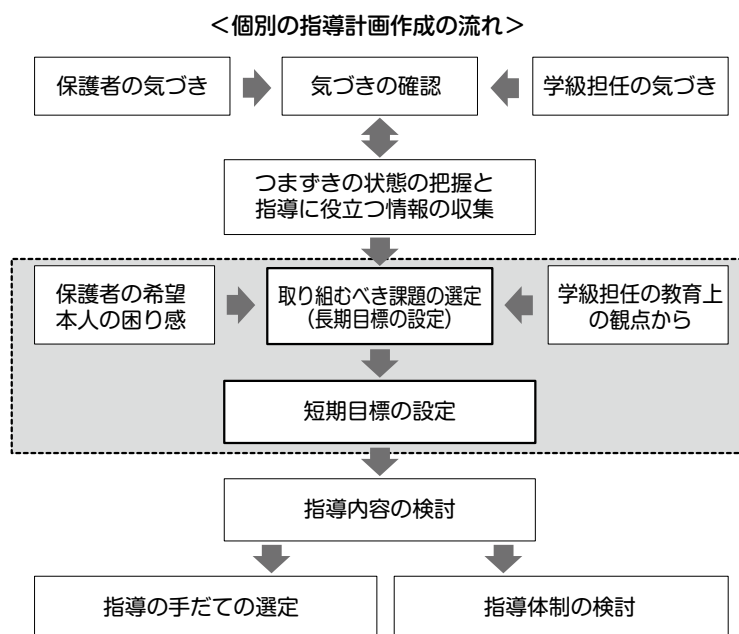 ＜個別の指導計画作成の流れ＞
保護者の気づき
気づきの確認
学級担任の気づき
つまずきの状態の把握と
指導に役立つ情報の収集
保護者の希望
本人の困り感
取り組むべき課題の選定
（長期目標の設定）
学級担任の教育上
の観点から
短期目標の設定
指導内容の検討
指導の手だての選定
指導体制の検討